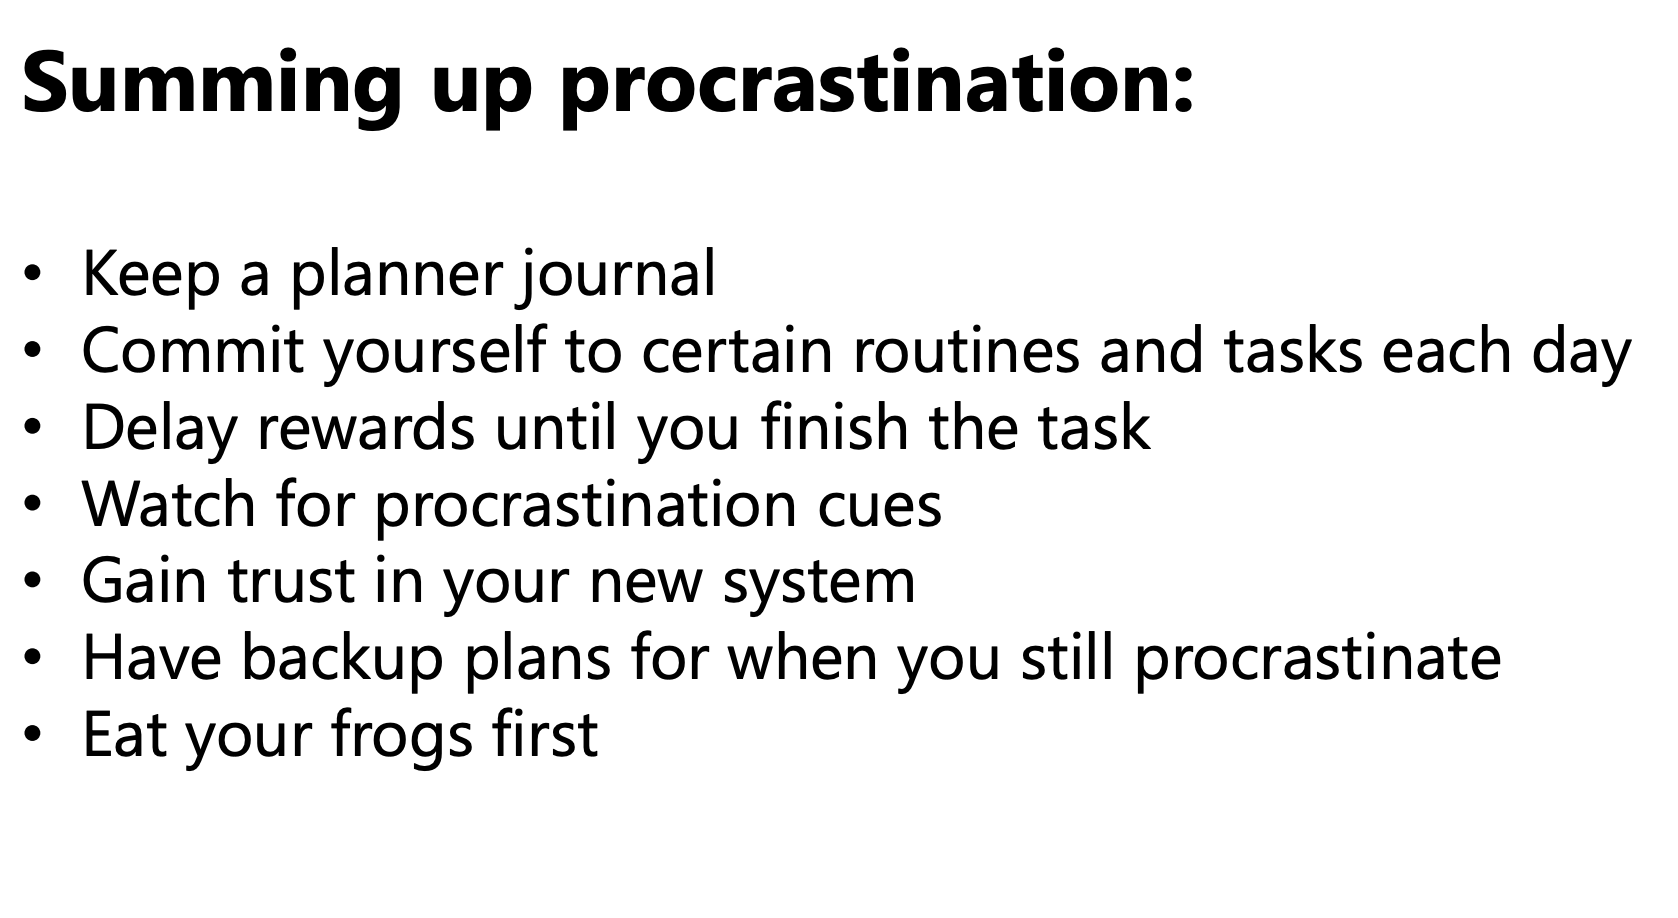 Summing up procrastination:
• Keep a planner journal
• Commit yourself to certain routines and tasks each day
• Delay rewards until you finish the task
• Watch for procrastination cues
• Gain trust in your new system
• Have backup plans for when you still procrastinate
• Eat your frogs first